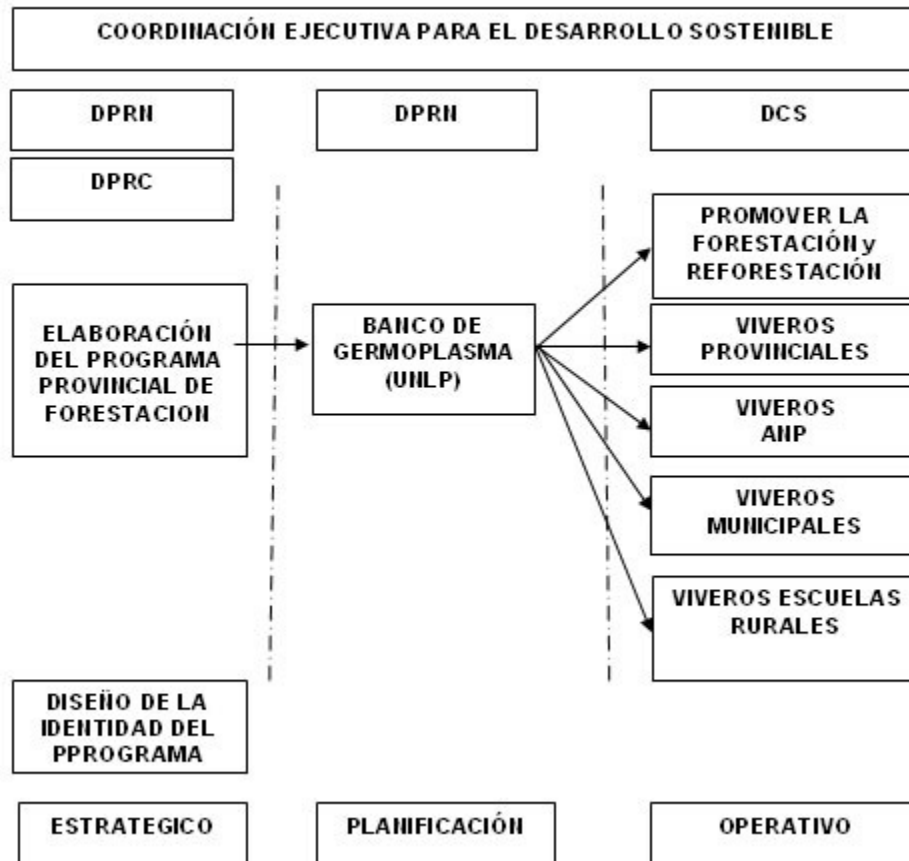 COORDINACIÓN EJECUTIVA PARA EL DESARROLLO SOSTENIBLE
DPRN
DPRN
DCS
DPRC
PROMOVER LA
FORESTACIÓN y
REFORESTACIÓN
ELABORACIÓN
DEL PROGRAMA
PROVINCIAL DE
FORESTACION
BANCO DE
GERMOPLASMA
(UNLP)
VIVEROS
PROVINCIALES
VIVEROS
ANP
VIVEROS
MUNICIPALES
VIVEROS ESCUELAS
RURALES
DISEÑO DE LA
IDENTIDAD DEL
PPROGRAMA
ESTRATEGICO
PLANIFICACIÓN
OPERATIVO